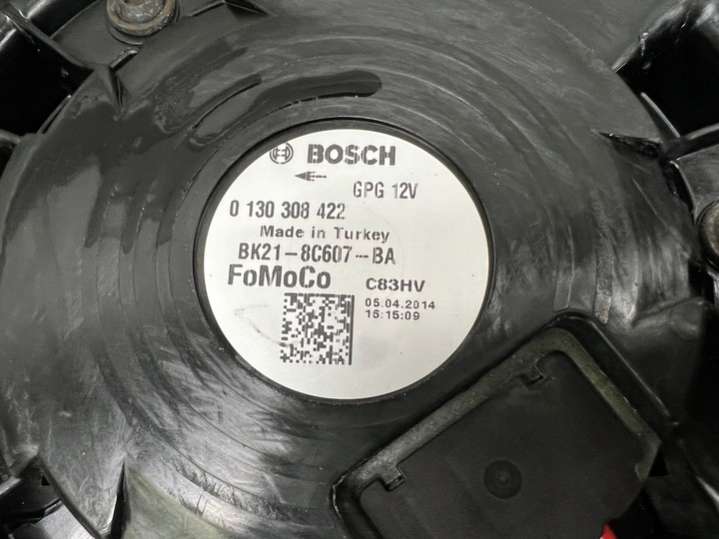 BOSCH
GPG 12V
0 130 308 422
Made in Turkey
BK21-8C607-BA
FoMoCo C83HV
05.04.2014
15:15:09